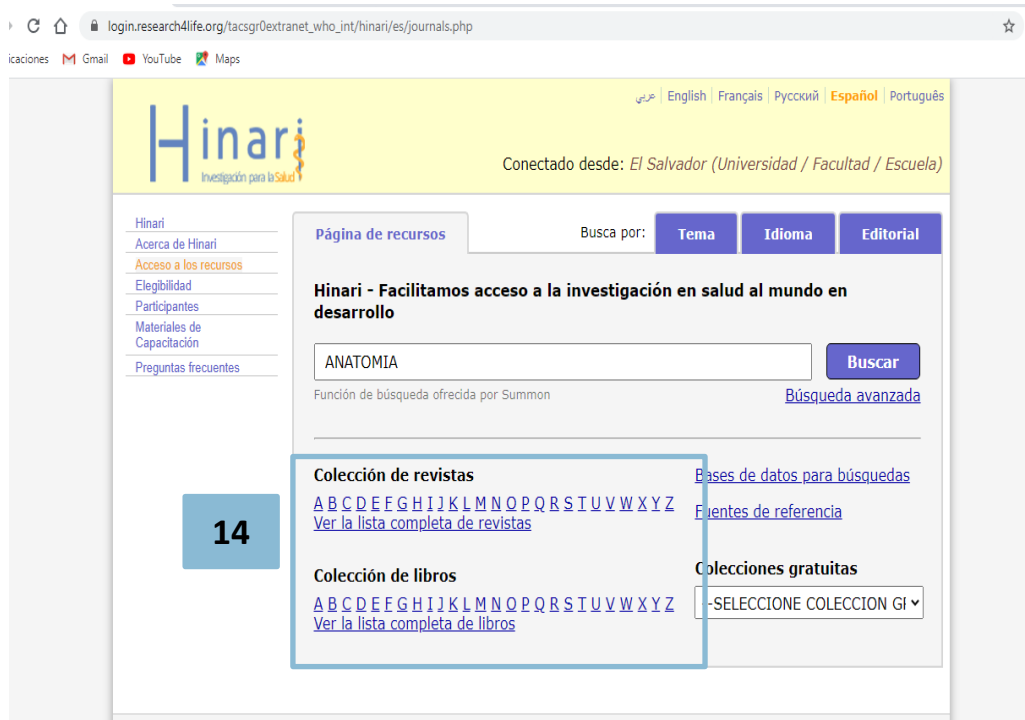 login.research4life.org/tacsgr0extranet_who_int/hinari/es/journals.php
icaciones Gmail YouTube Maps
عربي English Français Русский Español Português
Hinari
Investigación para la Salud
Conectado desde: El Salvador (Universidad / Facultad / Escuela)
Hinari
Acerca de Hinari
Acceso a los recursos
Elegibilidad
Participantes
Materiales de
Capacitación
Preguntas frecuentes
Página de recursos
Busca por: Tema Idioma Editorial
Hinari - Facilitamos acceso a la investigación en salud al mundo en
desarrollo
ANATOMIA
Buscar
Función de búsqueda ofrecida por Summon
Búsqueda avanzada
14
Colección de revistas
A B C D E F G H I J K L M N O P Q R S T U V W X Y Z
Ver la lista completa de revistas
Colección de libros
A B C D E F G H I J K L M N O P Q R S T U V W X Y Z
Ver la lista completa de libros
Bases de datos para búsquedas
Fuentes de referencia
Colecciones gratuitas
--SELECCIONE COLECCION